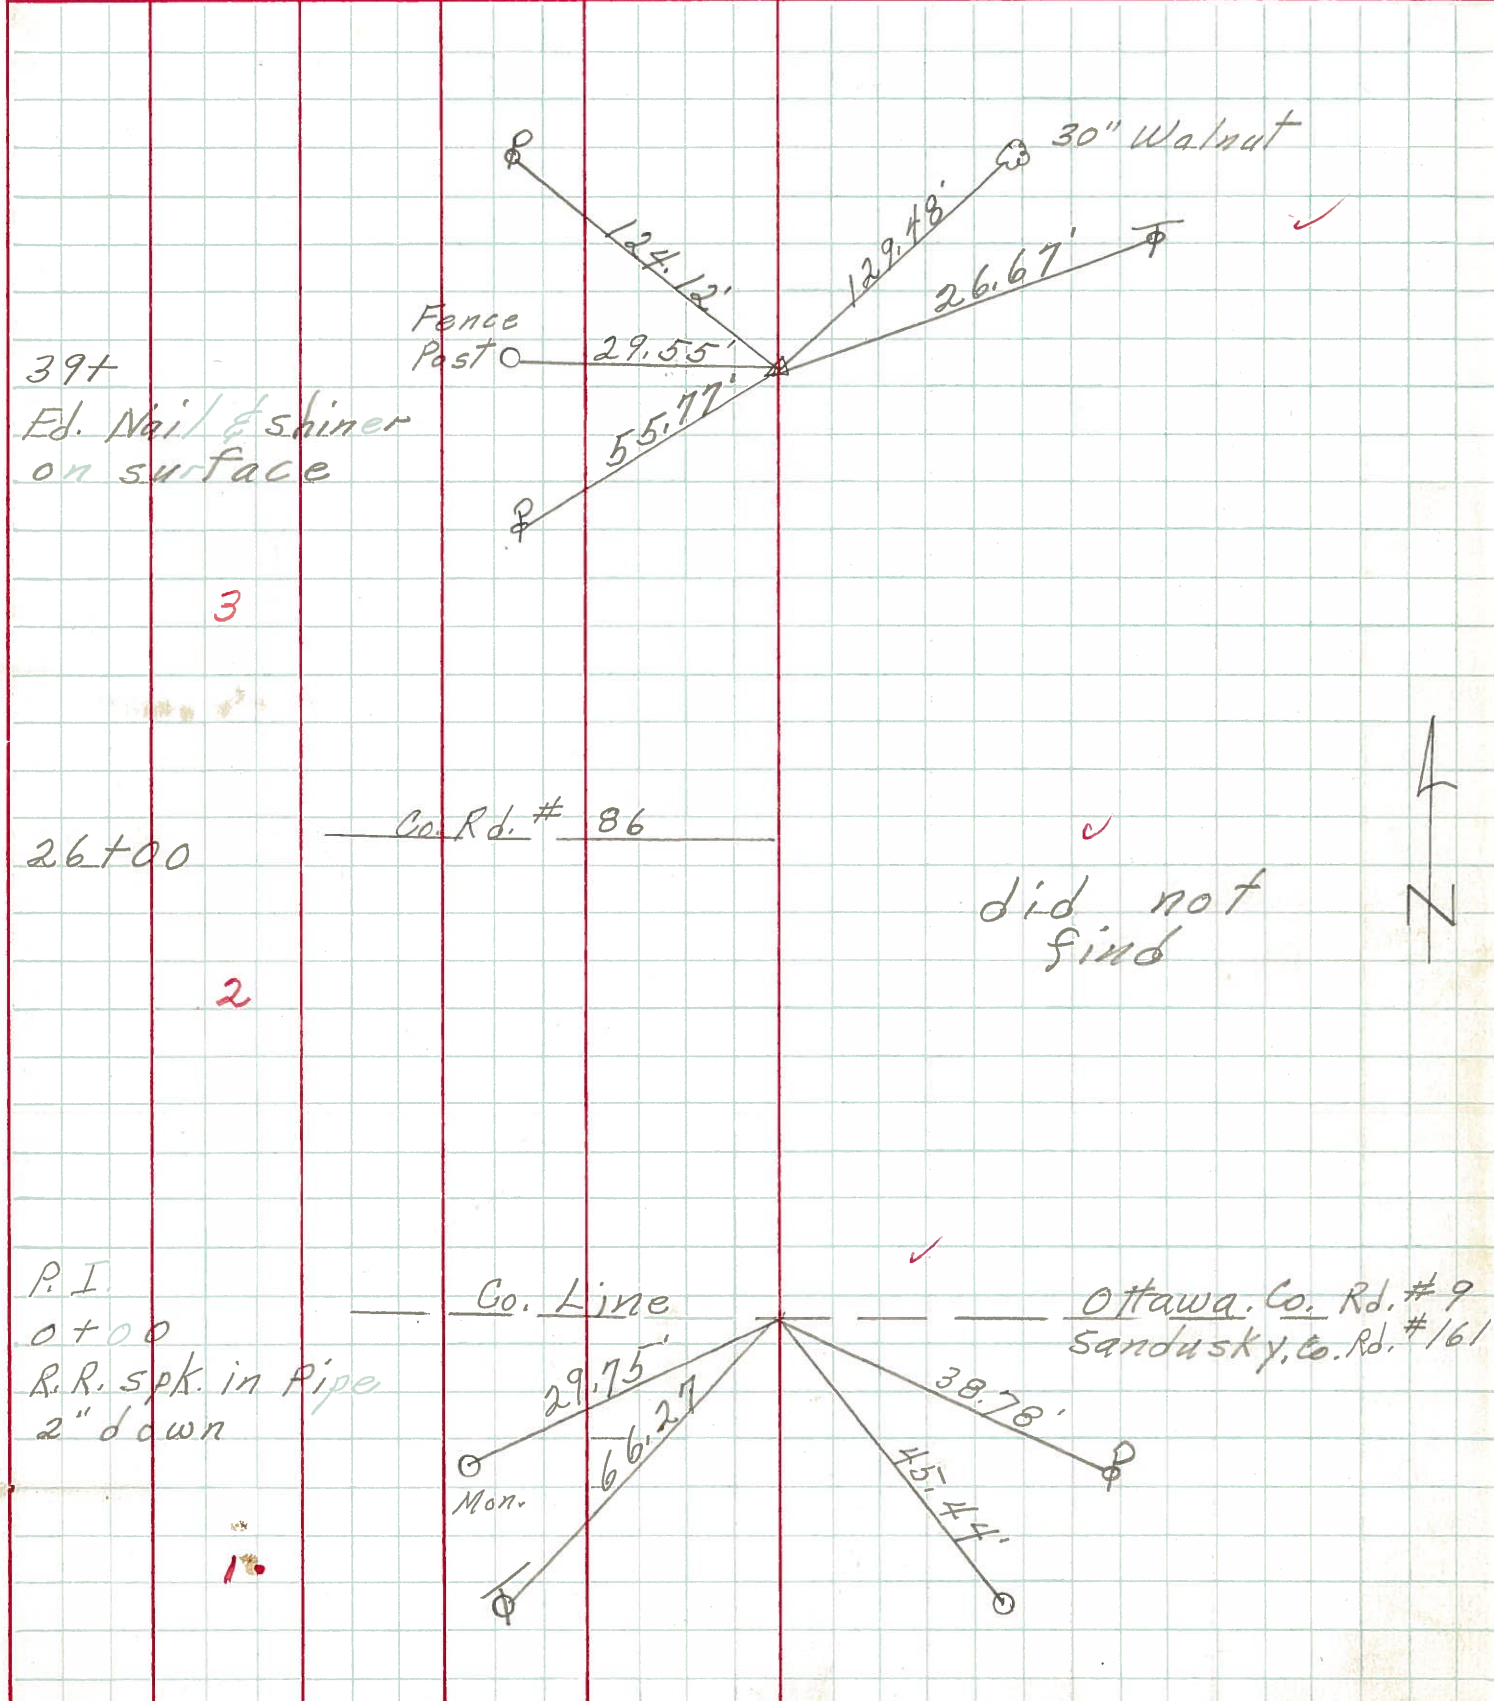 30" Walnut
124.12'
129.48'
26.67'
Fence
Post
29.55'
39+
Ed. Nail & shiner
on surface
55.77'
3
Co. Rd. # 86
26+00
did not
find
N
2
P.I.
0+00
R.R. spk. in Pipe
2" down
Co. Line
Ottawa. Co. Rd. #9
Sandusky. Co. Rd. #161
29.75'
66.27
38.78'
45.44'
Mon.
1.